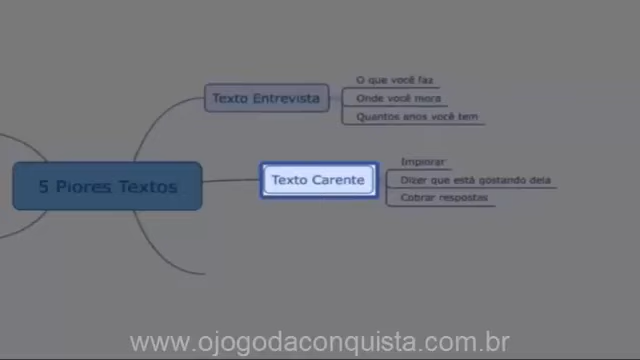 O que você faz
Texto Entrevista
Onde você mora
Quantos anos você tem
5 Piores Textos
Texto Carente
Implorar
Dizer que está gostando dela
Cobrar respostas
www.ojogodaconquista.com.br